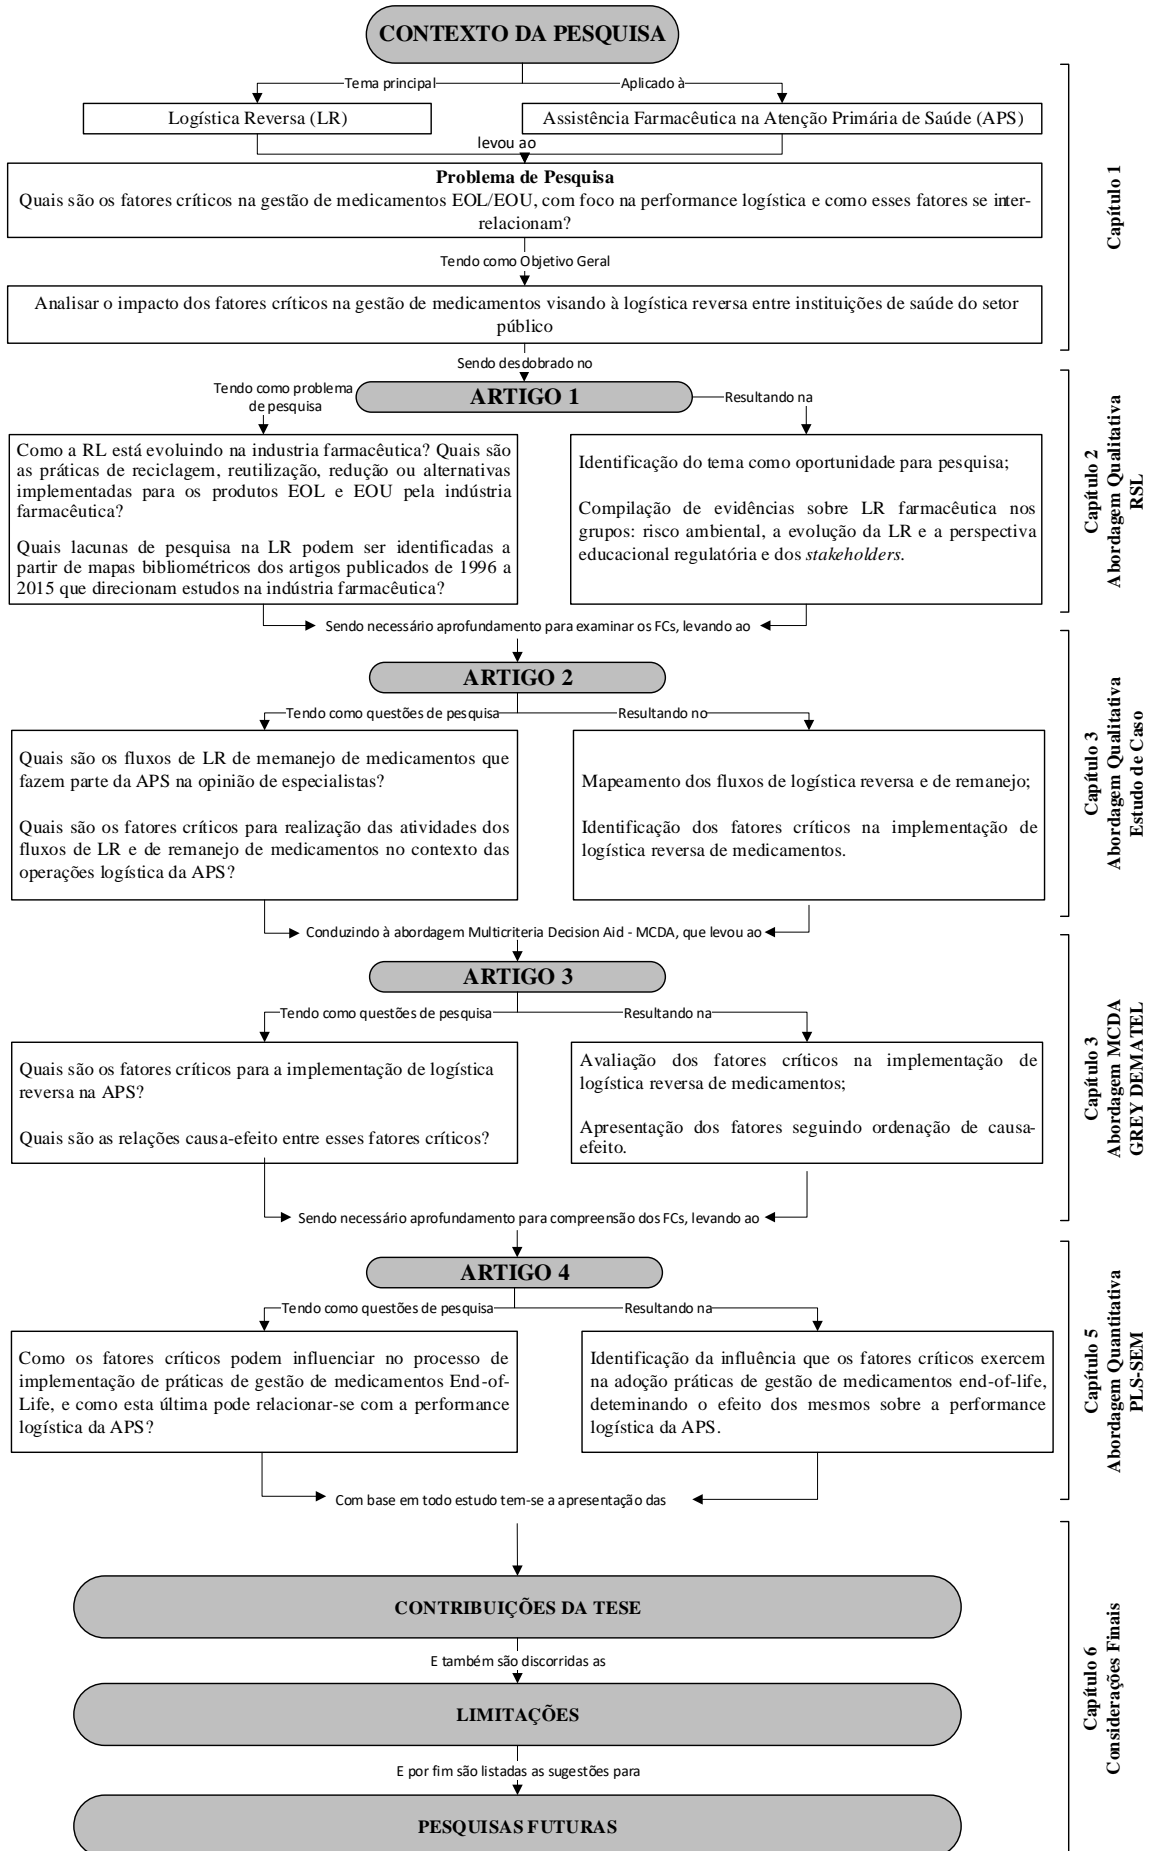 CONTEXTO DA PESQUISA
Tema principal
Aplicado à
Logística Reversa (LR)
Assistência Farmacêutica na Atenção Primária de Saúde (APS)
levou ao
Problema de Pesquisa
Quais são os fatores críticos na gestão de medicamentos EOL/EOU, com foco na performance logística e como esses fatores se inter-
relacionam?
Tendo como Objetivo Geral
Analisar o impacto dos fatores críticos na gestão de medicamentos visando à logística reversa entre instituições de saúde do setor
público
Capítulo 1
Sendo desdobrado no
ARTIGO 1
Tendo como problema
de pesquisa
Resultando na
Como a RL está evoluindo na industria farmacêutica? Quais são
as práticas de reciclagem, reutilização, redução ou alternativas
implementadas para os produtos EOL e EOU pela indústria
farmacêutica?
Quais lacunas de pesquisa na LR podem ser identificadas a
partir de mapas bibliométricos dos artigos publicados de 1996 a
2015 que direcionam estudos na indústria farmacêutica?
Identificação do tema como oportunidade para pesquisa;
Compilação de evidências sobre LR farmacêutica nos
grupos: risco ambiental, a evolução da LR e a perspectiva
educacional regulatória e dos stakeholders.
Capítulo 2
Abordagem Qualitativa
RSL
Sendo necessário aprofundamento para examinar os FCs, levando ao
ARTIGO 2
Tendo como questões de pesquisa
Resultando no
Quais são os fluxos de LR de memanejo de medicamentos que
fazem parte da APS na opinião de especialistas?
Quais são os fatores críticos para realização das atividades dos
fluxos de LR e de remanejo de medicamentos no contexto das
operações logística da APS?
Mapeamento dos fluxos de logística reversa e de remanejo;
Identificação dos fatores críticos na implementação de
logística reversa de medicamentos.
Capítulo 3
Abordagem Qualitativa
Estudo de Caso
Conduzindo à abordagem Multicriteria Decision Aid - MCDA, que levou ao
ARTIGO 3
Tendo como questões de pesquisa
Resultando na
Quais são os fatores críticos para a implementação de logística
reversa na APS?
Quais são as relações causa-efeito entre esses fatores críticos?
Avaliação dos fatores críticos na implementação de
logística reversa de medicamentos;
Apresentação dos fatores seguindo ordenação de causa-
efeito.
Capítulo 3
Abordagem MCDA
GREY DEMATEL
Sendo necessário aprofundamento para compreensão dos FCs, levando ao
ARTIGO 4
Tendo como questões de pesquisa
Resultando na
Como os fatores críticos podem influenciar no processo de
implementação de práticas de gestão de medicamentos End-of-
Life, e como esta última pode relacionar-se com a performance
logística da APS?
Identificação da influência que os fatores críticos exercem
na adoção práticas de gestão de medicamentos end-of-life,
deteminando o efeito dos mesmos sobre a performance
logística da APS.
Capítulo 5
Abordagem Quantitativa
PLS-SEM
Com base em todo estudo tem-se a apresentação das
CONTRIBUIÇÕES DA TESE
E também são discorridas as
LIMITAÇÕES
E por fim são listadas as sugestões para
PESQUISAS FUTURAS
Capítulo 6
Considerações Finais